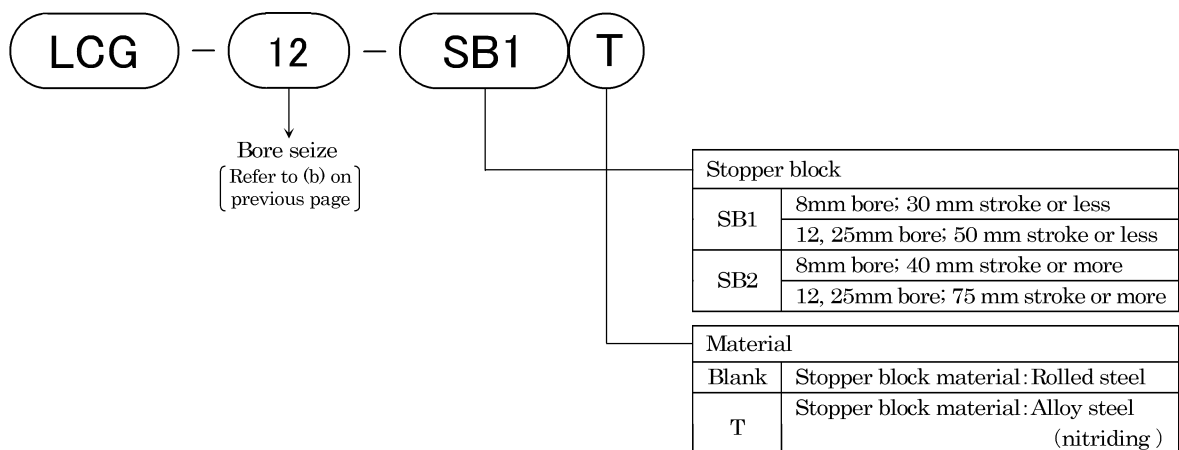 LCG - 12 - SB1 T
Bore seize
Refer to (b) on
previous page
Stopper block
SB1
8mm bore; 30 mm stroke or less
12, 25mm bore; 50 mm stroke or less
SB2
8mm bore; 40 mm stroke or more
12, 25mm bore; 75 mm stroke or more
Material
Blank
Stopper block material:Rolled steel
T
Stopper block material:Alloy steel
(nitriding )